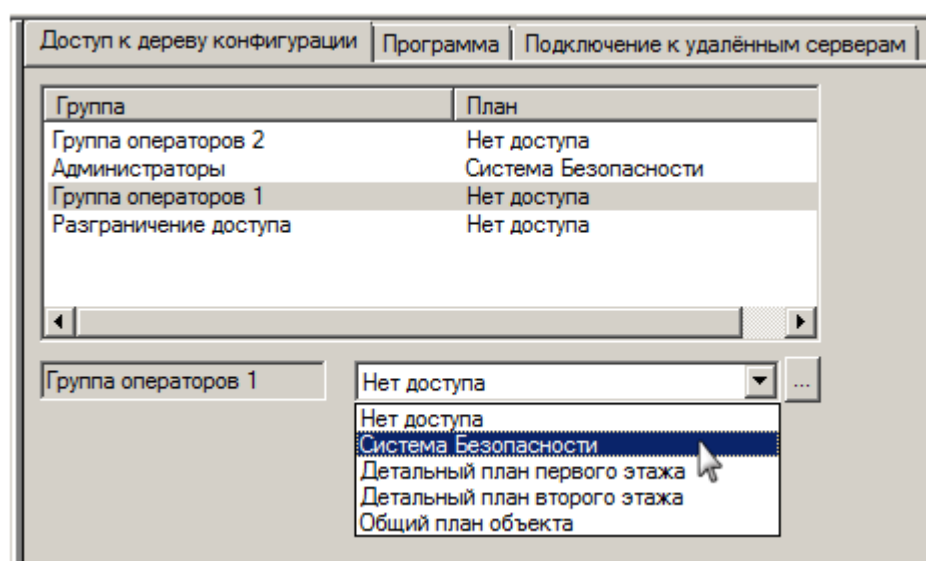 Доступ к дереву конфигурации Программа Подключение к удалённым серверам
Группа План
Группа операторов 2 Нет доступа
Администраторы Система Безопасности
Группа операторов 1 Нет доступа
Разграничение доступа Нет доступа
Группа операторов 1 Нет доступа ...
Нет доступа
Система Безопасности
Детальный план первого этажа
Детальный план второго этажа
Общий план объекта